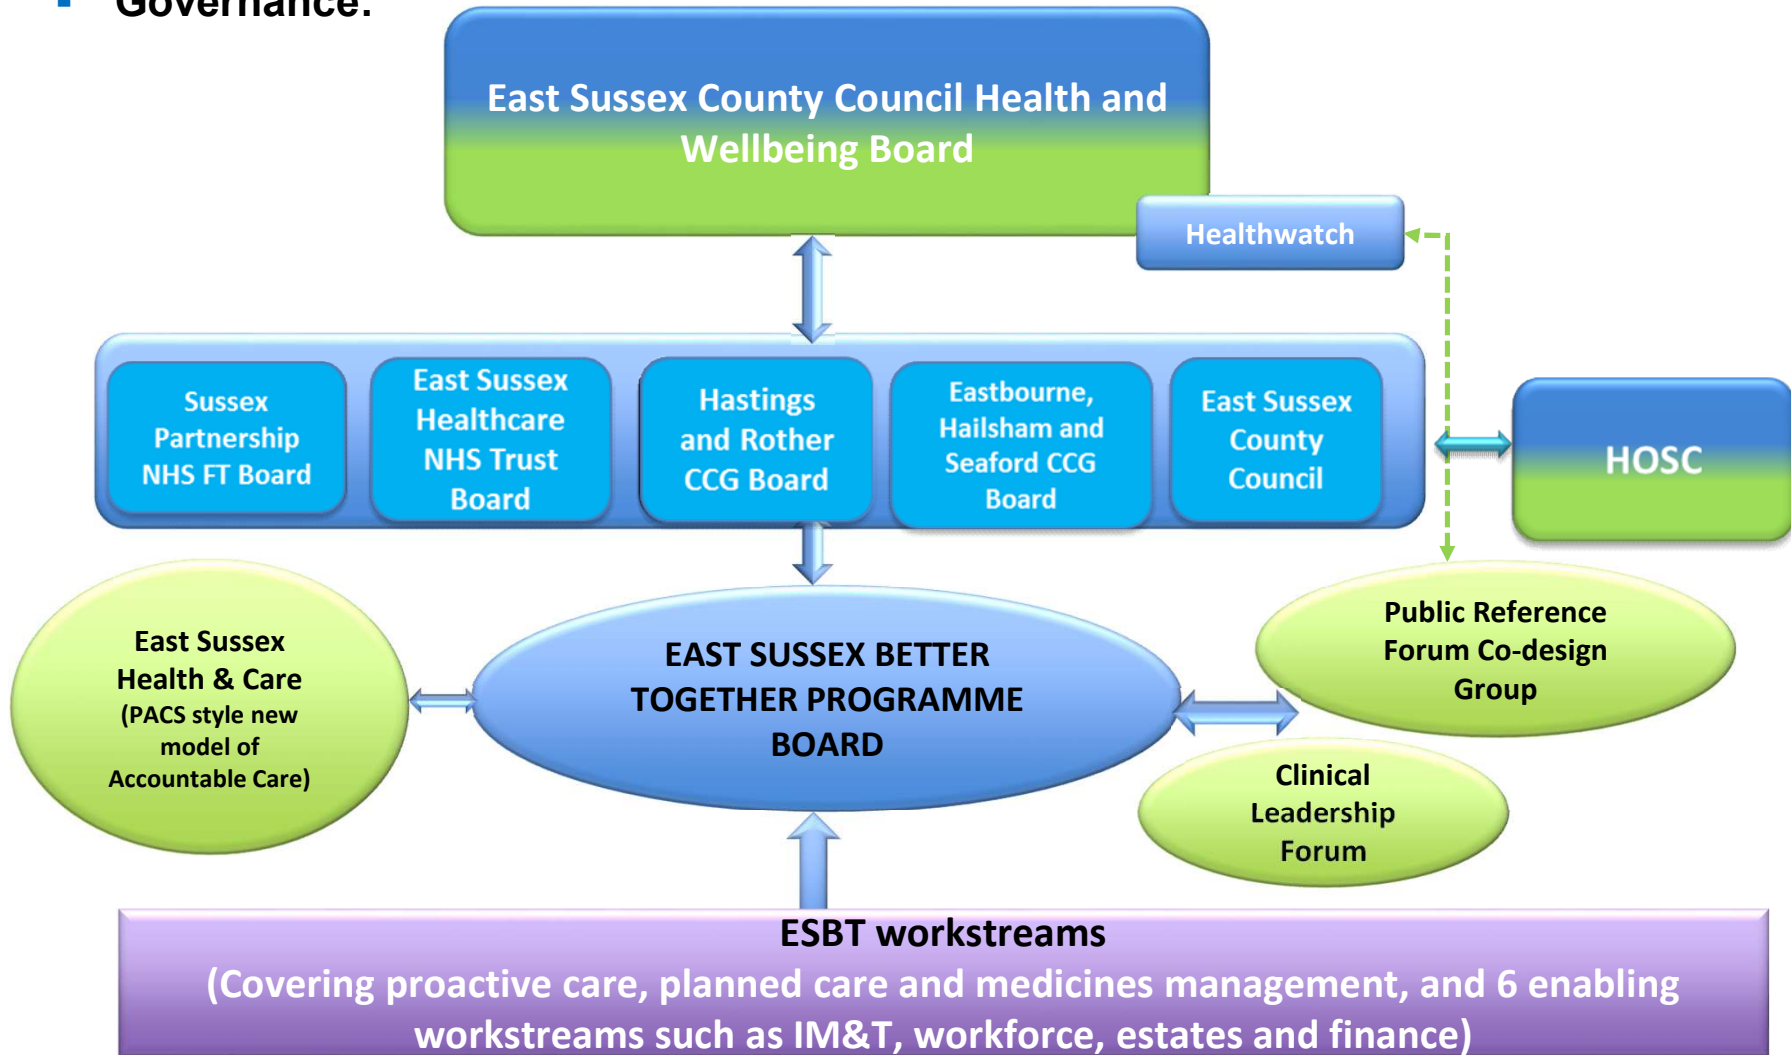 Governance:
East Sussex County Council Health and
Wellbeing Board
Healthwatch
Sussex
Partnership
NHS FT Board
East Sussex
Healthcare
NHS Trust
Board
Hastings
and Rother
CCG Board
Eastbourne,
Hailsham and
Seaford CCG
Board
East Sussex
County
Council
HOSC
East Sussex
Health & Care
(PACS style new
model of
Accountable Care)
EAST SUSSEX BETTER
TOGETHER PROGRAMME
BOARD
Public Reference
Forum Co-design
Group
Clinical
Leadership
Forum
ESBT workstreams
(Covering proactive care, planned care and medicines management, and 6 enabling
workstreams such as IM&T, workforce, estates and finance)